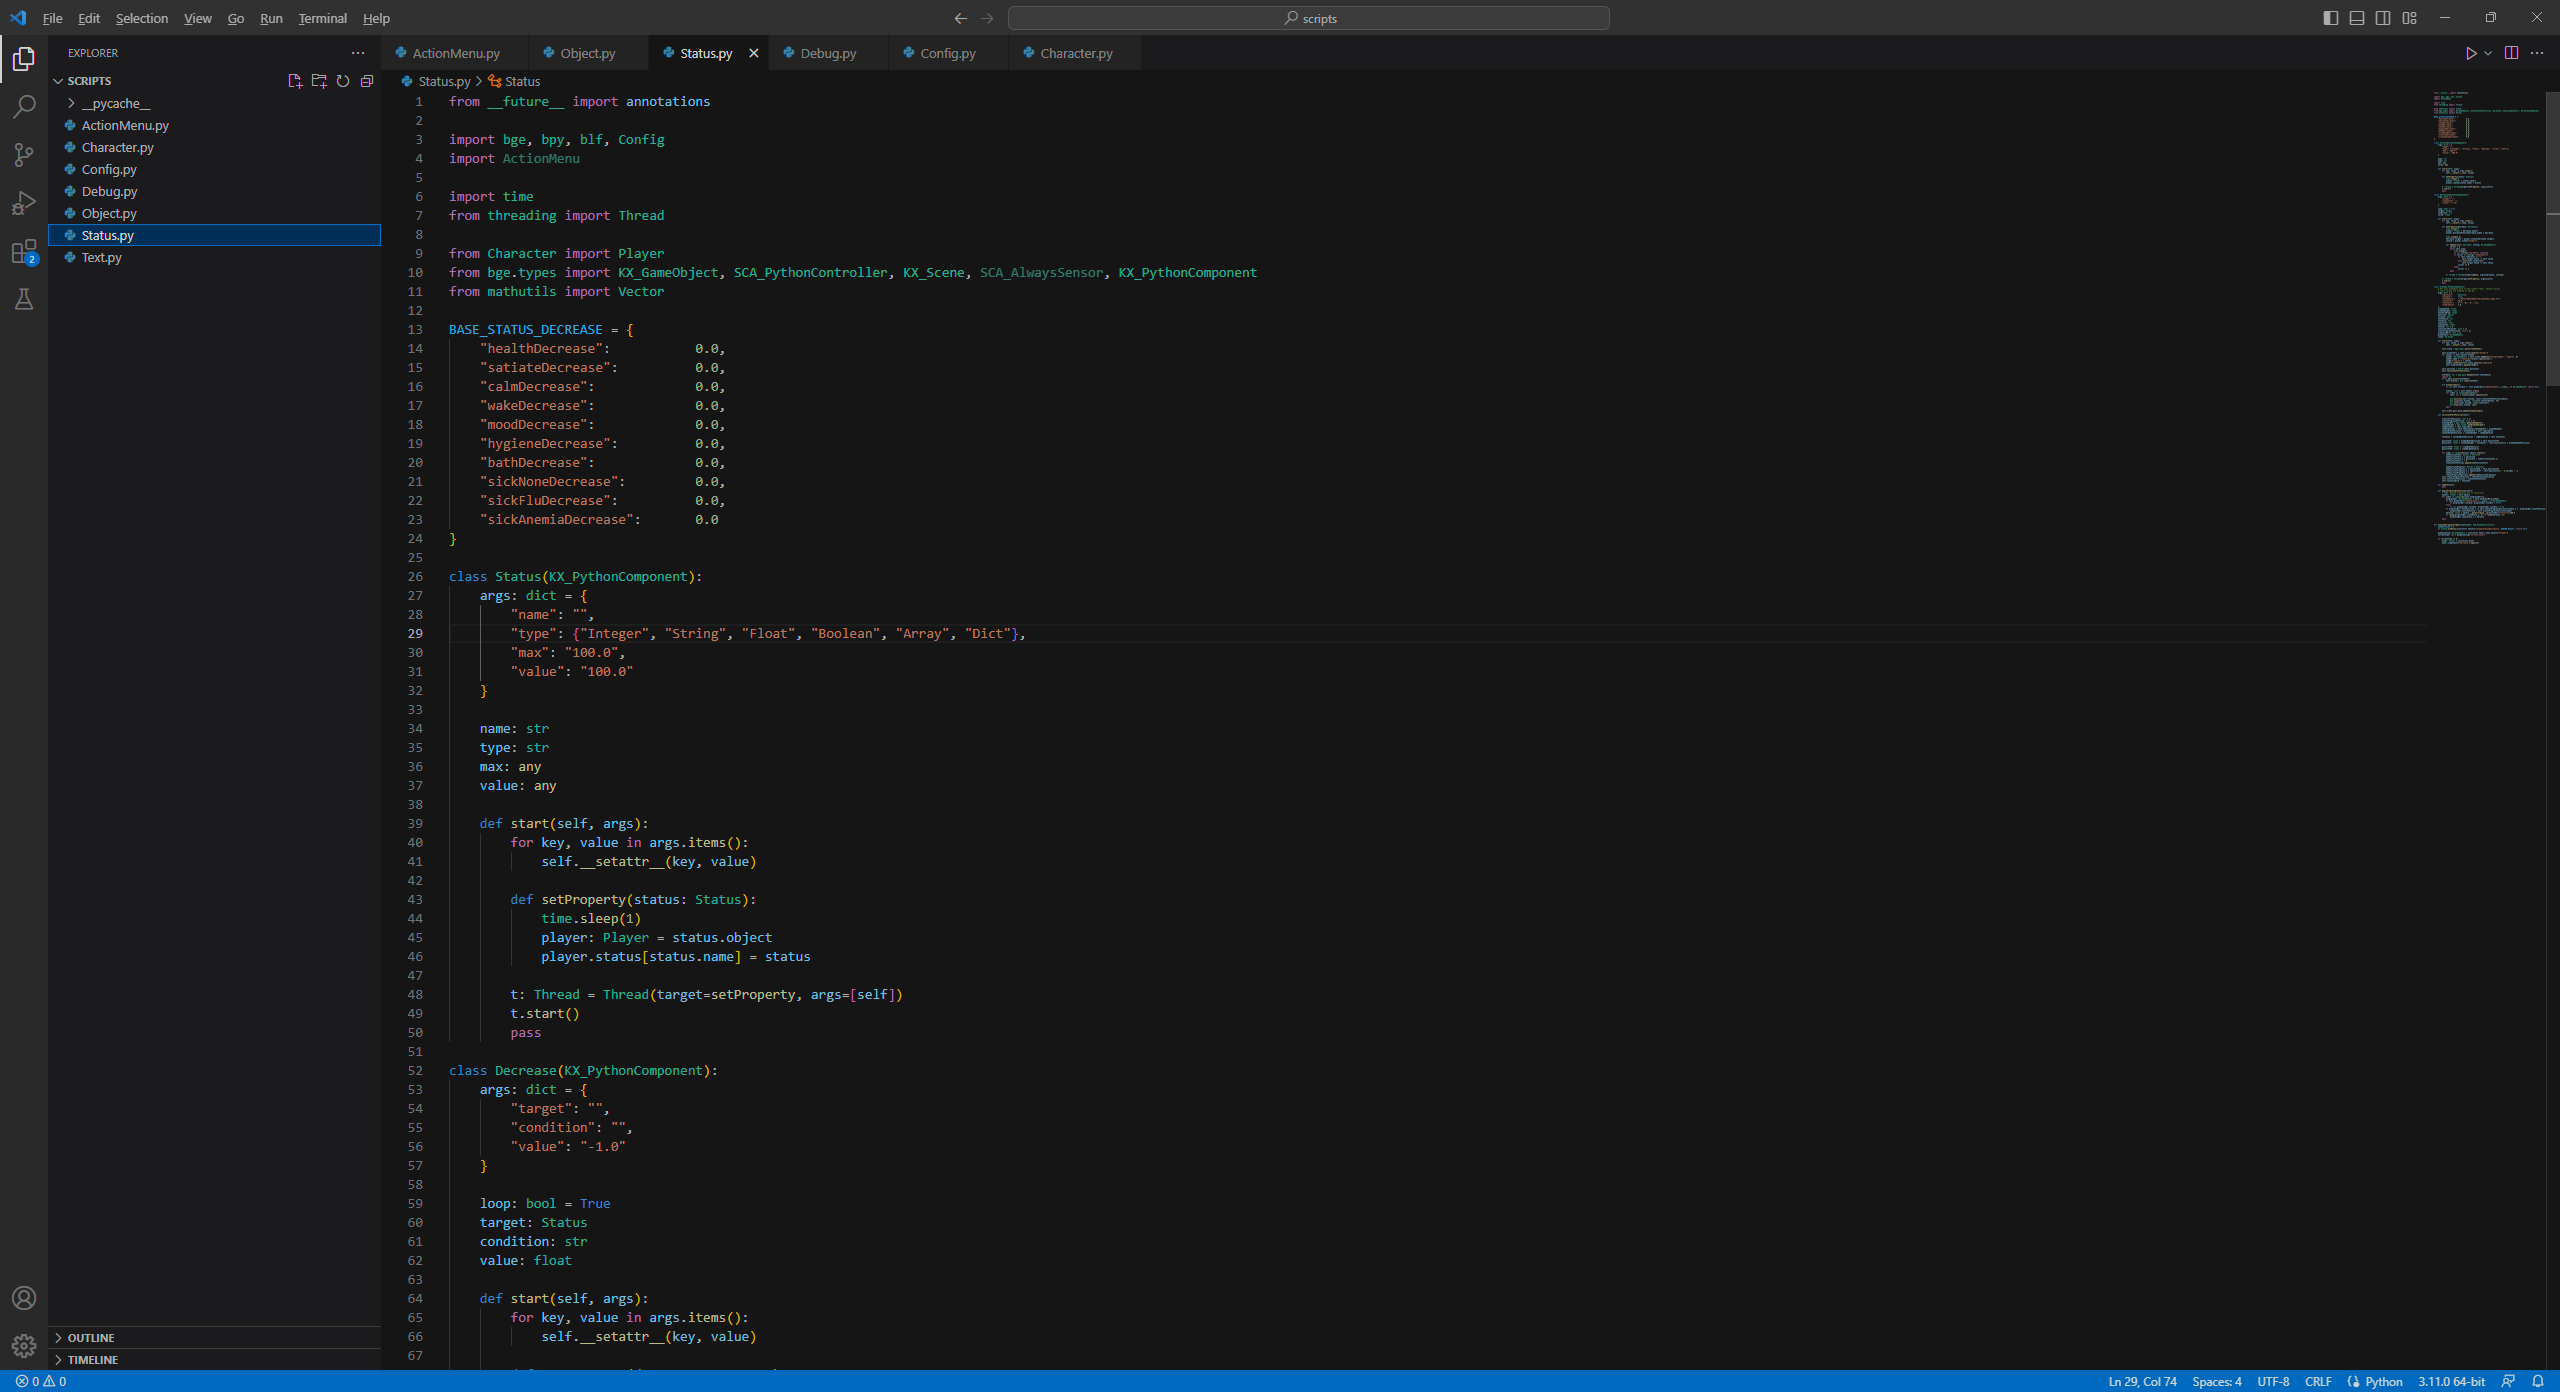 File Edit Selection View Go Run Terminal Help
scripts
EXPLORER
SCRIPTS
__pycache__
ActionMenu.py
Character.py
Config.py
Debug.py
Object.py
Status.py
Text.py
OUTLINE
TIMELINE
2
ActionMenu.py Object.py Status.py Debug.py Config.py Character.py
Status.py > Status
1 from __future__ import annotations
2
3 import bge, bpy, blf, Config
4 import ActionMenu
5
6 import time
7 from threading import Thread
8
9 from Character import Player
10 from bge.types import KX_GameObject, SCA_PythonController, KX_Scene, SCA_AlwaysSensor, KX_PythonComponent
11 from mathutils import Vector
12
13 BASE_STATUS_DECREASE = {
14 "healthDecrease": 0.0,
15 "satiateDecrease": 0.0,
16 "calmDecrease": 0.0,
17 "wakeDecrease": 0.0,
18 "moodDecrease": 0.0,
19 "hygieneDecrease": 0.0,
20 "bathDecrease": 0.0,
21 "sickNoneDecrease": 0.0,
22 "sickFluDecrease": 0.0,
23 "sickAnemiaDecrease": 0.0
24 }
25
26 class Status(KX_PythonComponent):
27 args: dict = {
28 "name": "",
29 "type": {"Integer", "String", "Float", "Boolean", "Array", "Dict"},
30 "max": "100.0",
31 "value": "100.0"
32 }
33
34 name: str
35 type: str
36 max: any
37 value: any
38
39 def start(self, args):
40 for key, value in args.items():
41 self.__setattr__(key, value)
42
43 def setProperty(status: Status):
44 time.sleep(1)
45 player: Player = status.object
46 player.status[status.name] = status
47
48 t: Thread = Thread(target=setProperty, args=[self])
49 t.start()
50 pass
51
52 class Decrease(KX_PythonComponent):
53 args: dict = {
54 "target": "",
55 "condition": "",
56 "value": "-1.0"
57 }
58
59 loop: bool = True
60 target: Status
61 condition: str
62 value: float
63
64 def start(self, args):
65 for key, value in args.items():
66 self.__setattr__(key, value)
67
0 0 Ln 29, Col 74 Spaces: 4 UTF-8 CRLF Python 3.11.0 64-bit